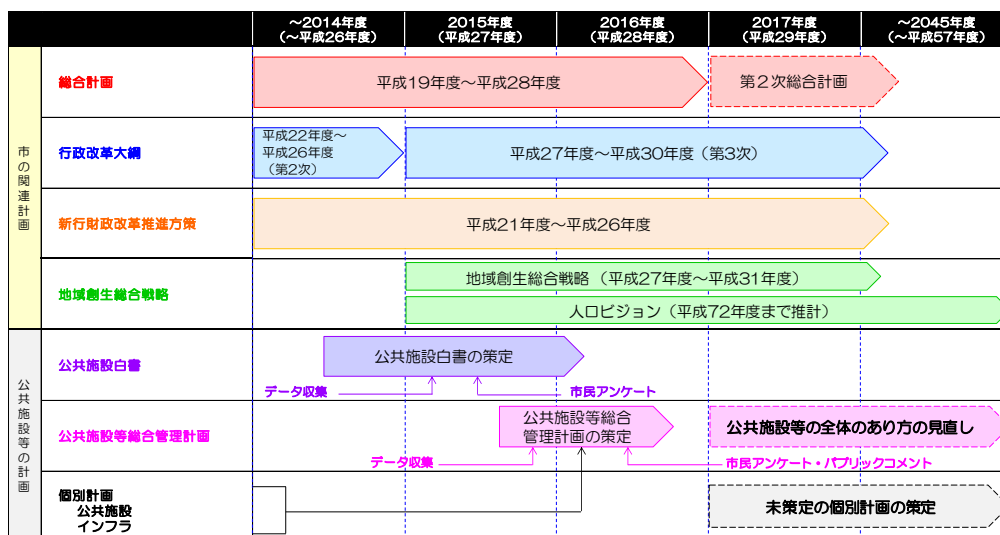 ～2014年度
(～平成26年度)
2015年度
(平成27年度)
2016年度
(平成28年度)
2017年度
(平成29年度)
～2045年度
(～平成57年度)
市の関連計画
総合計画
平成19年度～平成28年度
第２次総合計画
行政改革大綱
平成22年度～
平成26年度
(第2次)
平成27年度～平成30年度（第3次）
新行財政改革推進方策
平成21年度～平成26年度
地域創生総合戦略
地域創生総合戦略（平成27年度～平成31年度）
人口ビジョン（平成72年度まで推計）
公共施設等の計画
公共施設白書
公共施設白書の策定
データ収集
市民アンケート
公共施設等総合管理計画
公共施設等総合
管理計画の策定
公共施設等の全体のあり方の見直し
データ収集
市民アンケート・パブリックコメント
個別計画
公共施設
インフラ
未策定の個別計画の策定